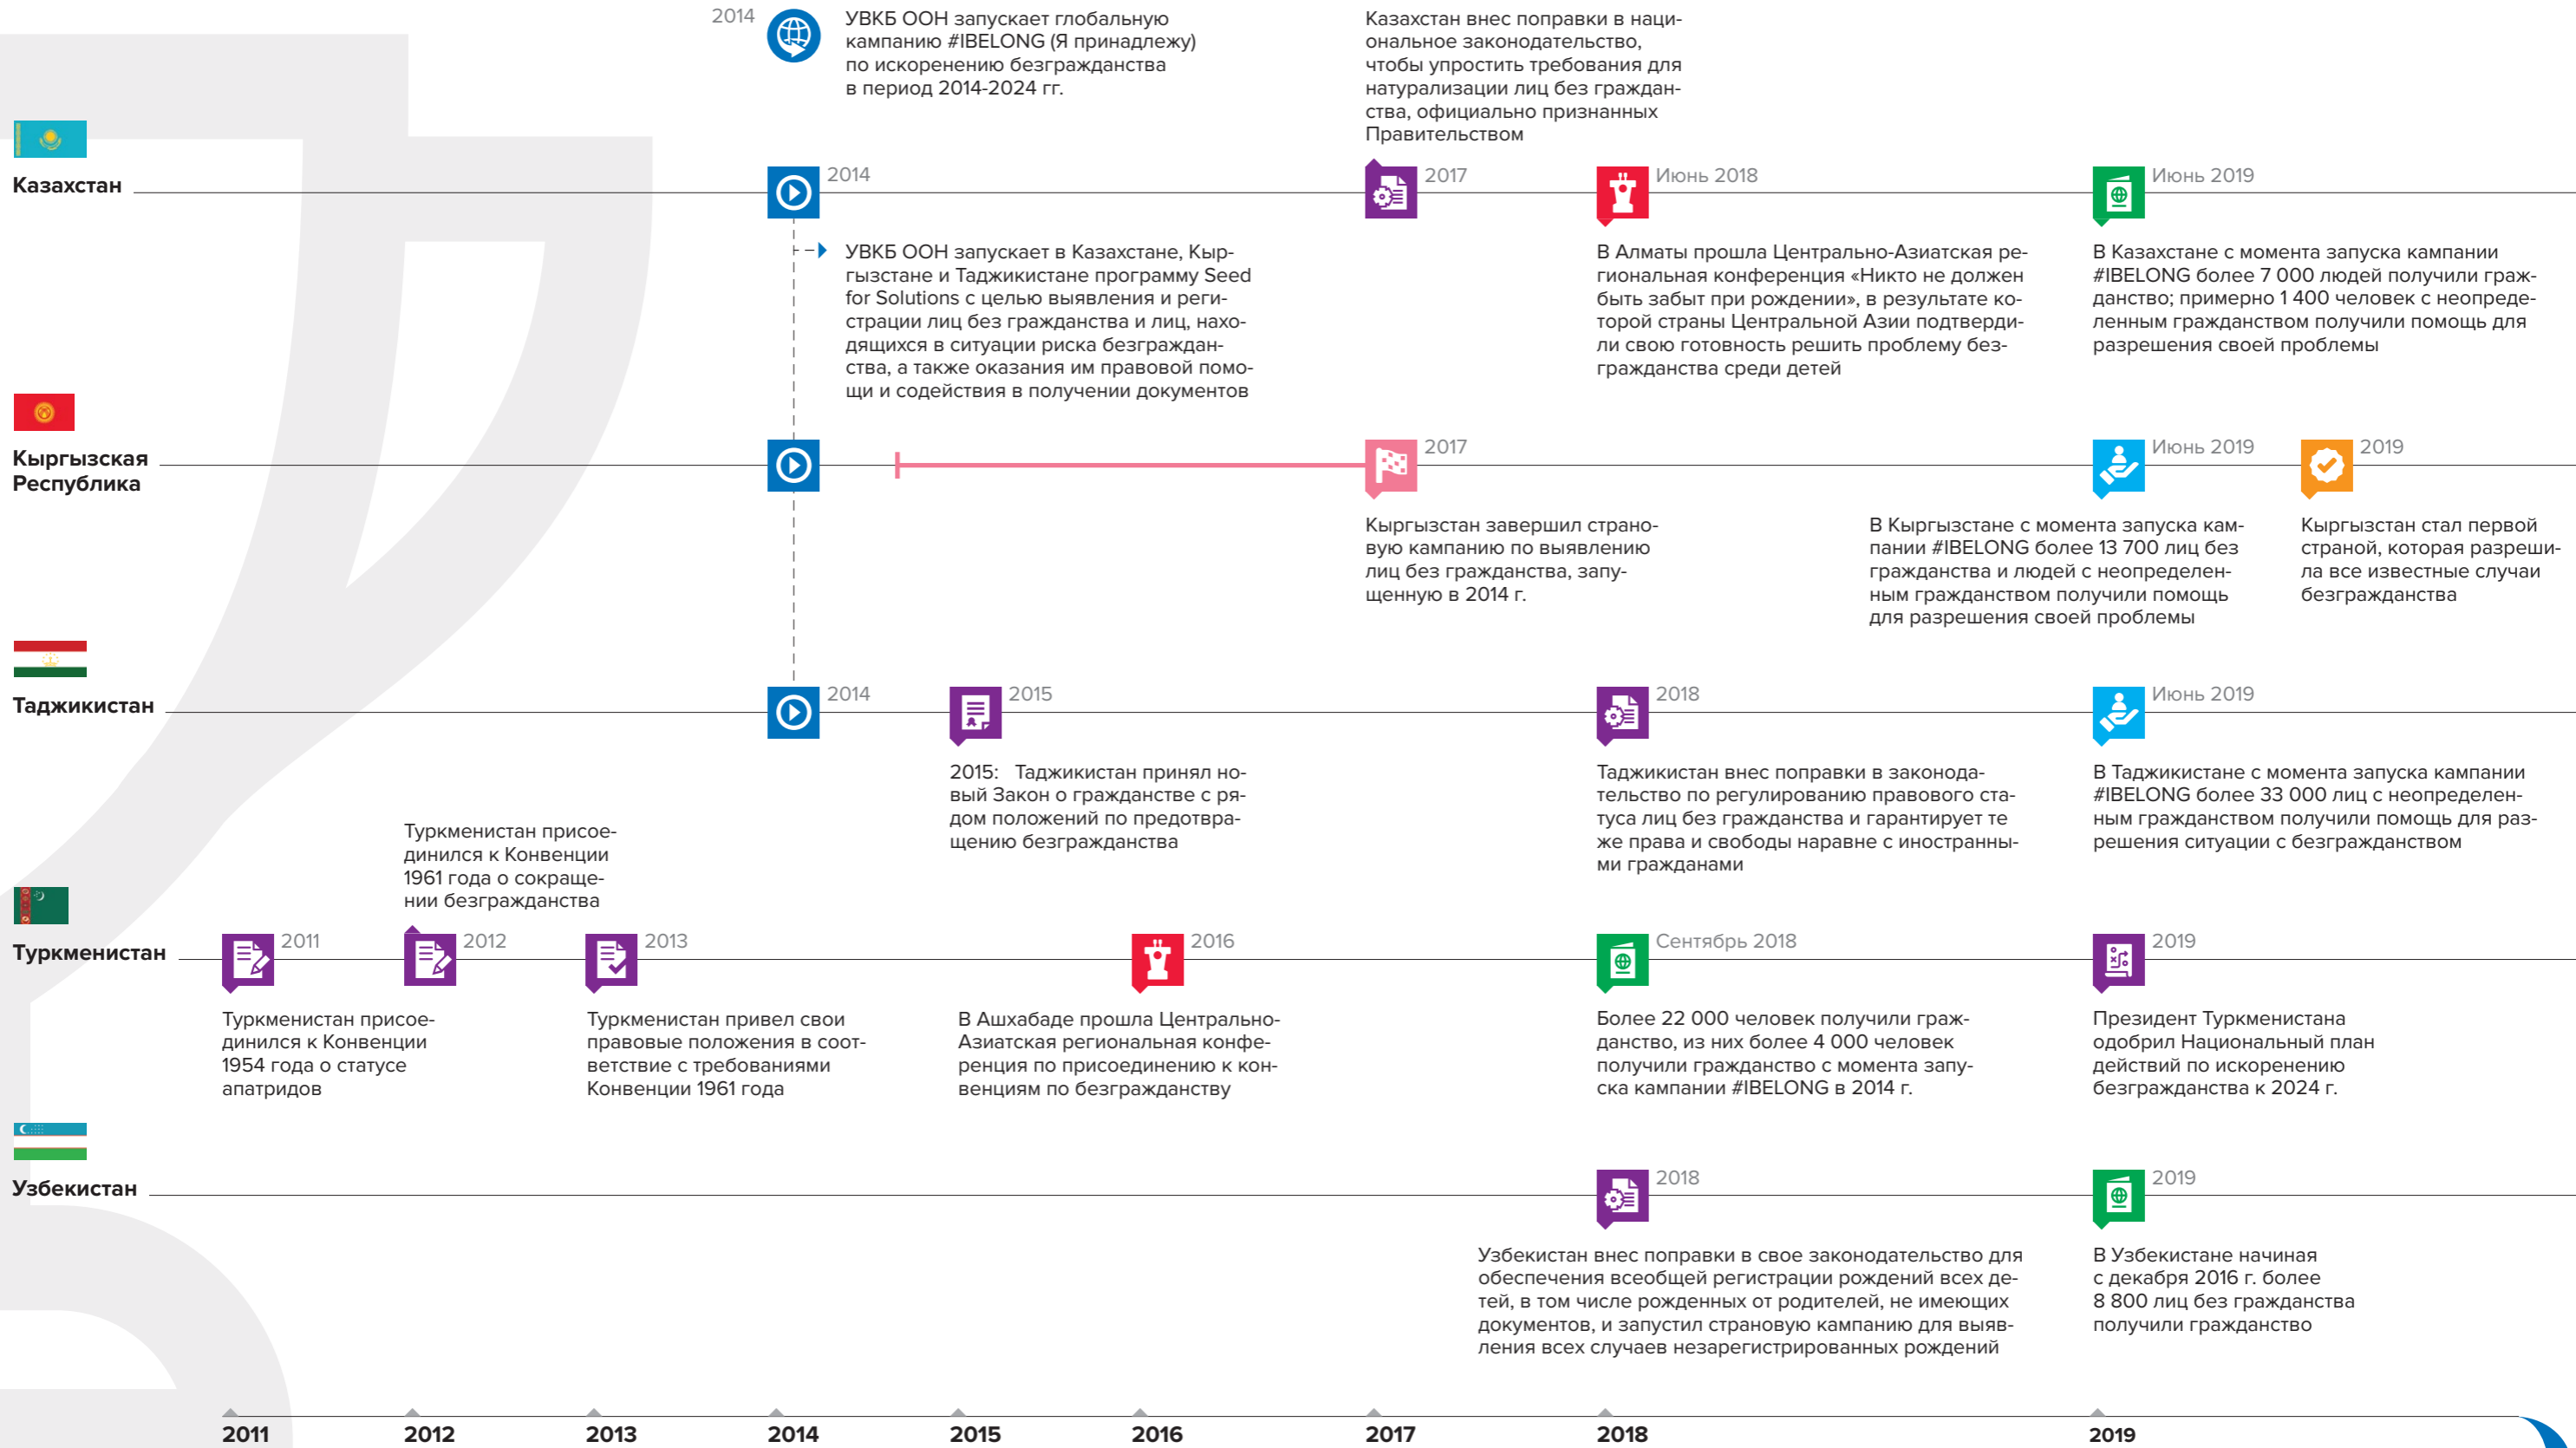 2014
УВКБ ООН запускает глобальную
кампанию #IBELONG (Я принадлежу)
по искоренению безгражданства
в период 2014-2024 гг.
Казахстан внес поправки в наци-
ональное законодательство,
чтобы упростить требования для
натурализации лиц без граждан-
ства, официально признанных
Правительством
Казахстан
2014
2017
Июнь 2018
Июнь 2019
УВКБ ООН запускает в Казахстане, Кыр-
гызстане и Таджикистане программу Seed
for Solutions с целью выявления и реги-
страции лиц без гражданства и лиц, нахо-
дящихся в ситуации риска безграждан-
ства, а также оказания им правовой помо-
щи и содействия в получении документов
В Алматы прошла Центрально-Азиатская ре-
гиональная конференция «Никто не должен
быть забыт при рождении», в результате ко-
торой страны Центральной Азии подтверди-
ли свою готовность решить проблему без-
гражданства среди детей
В Казахстане с момента запуска кампании
#IBELONG более 7 000 людей получили граж-
данство; примерно 1 400 человек с неопреде-
ленным гражданством получили помощь для
разрешения своей проблемы
Кыргызская
Республика
2017
Июнь 2019
2019
Кыргызстан завершил страно-
вую кампанию по выявлению
лиц без гражданства, запу-
щенную в 2014 г.
В Кыргызстане с момента запуска кам-
пании #IBELONG более 13 700 лиц без
гражданства и людей с неопределен-
ным гражданством получили помощь
для разрешения своей проблемы
Кыргызстан стал первой
страной, которая разреши-
ла все известные случаи
безгражданства
Таджикистан
2014
2015
2018
Июнь 2019
2015: Таджикистан принял но-
вый Закон о гражданстве с ря-
дом положений по предотвра-
щению безгражданства
Таджикистан внес поправки в законода-
тельство по регулированию правового ста-
туса лиц без гражданства и гарантирует те
же права и свободы наравне с иностранны-
ми гражданами
В Таджикистане с момента запуска кампании
#IBELONG более 33 000 лиц с неопределен-
ным гражданством получили помощь для раз-
решения ситуации с безгражданством
Туркменистан присое-
динился к Конвенции
1961 года о сокраще-
нии безгражданства
Туркменистан
2011
2012
2013
2016
Сентябрь 2018
2019
Туркменистан присое-
динился к Конвенции
1954 года о статусе
апатридов
Туркменистан привел свои
правовые положения в соот-
ветствие с требованиями
Конвенции 1961 года
В Ашхабаде прошла Центрально-
Азиатская региональная конфе-
ренция по присоединению к кон-
венциям по безгражданству
Более 22 000 человек получили граж-
данство, из них более 4 000 человек
получили гражданство с момента запу-
ска кампании #IBELONG в 2014 г.
Президент Туркменистана
одобрил Национальный план
действий по искоренению
безгражданства к 2024 г.
Узбекистан
2018
2019
Узбекистан внес поправки в свое законодательство для
обеспечения всеобщей регистрации рождений всех де-
тей, в том числе рожденных от родителей, не имеющих
документов, и запустил страновую кампанию для выяв-
ления всех случаев незарегистрированных рождений
В Узбекистане начиная
с декабря 2016 г. более
8 800 лиц без гражданства
получили гражданство
2011
2012
2013
2014
2015
2016
2017
2018
2019